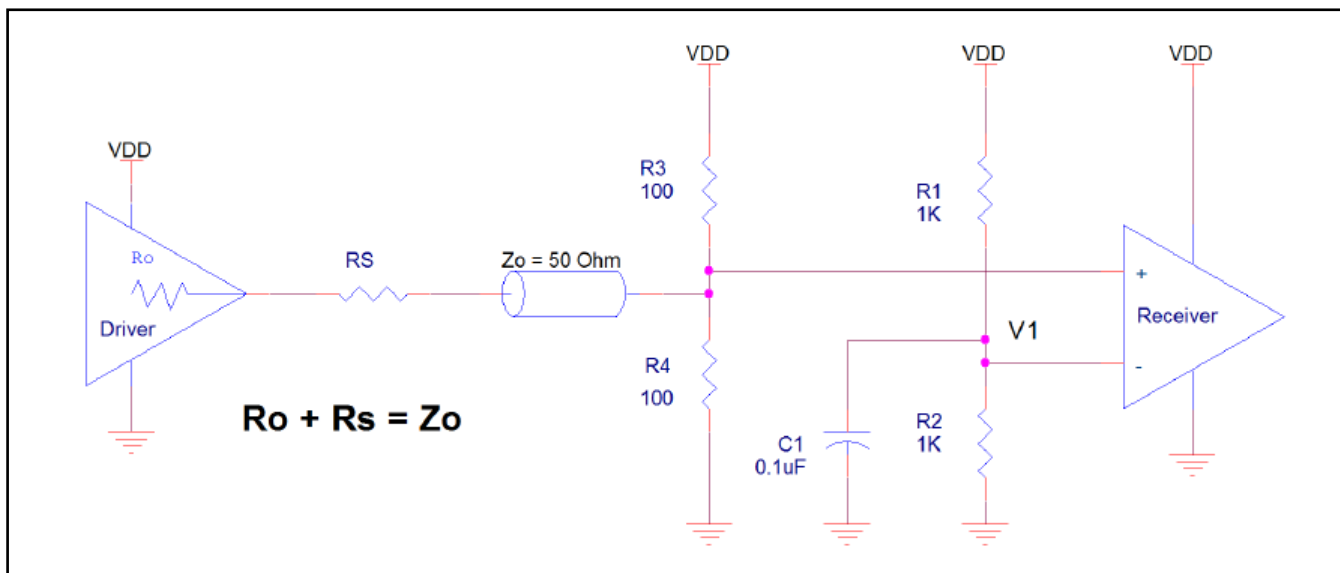 VDD
VDD
VDD
VDD
R3
100
R1
1K
Ro
RS
Zo = 50 Ohm
+
Receiver
Driver
V1
R4
100
-
Ro + Rs = Zo
C1
0.1uF
R2
1K